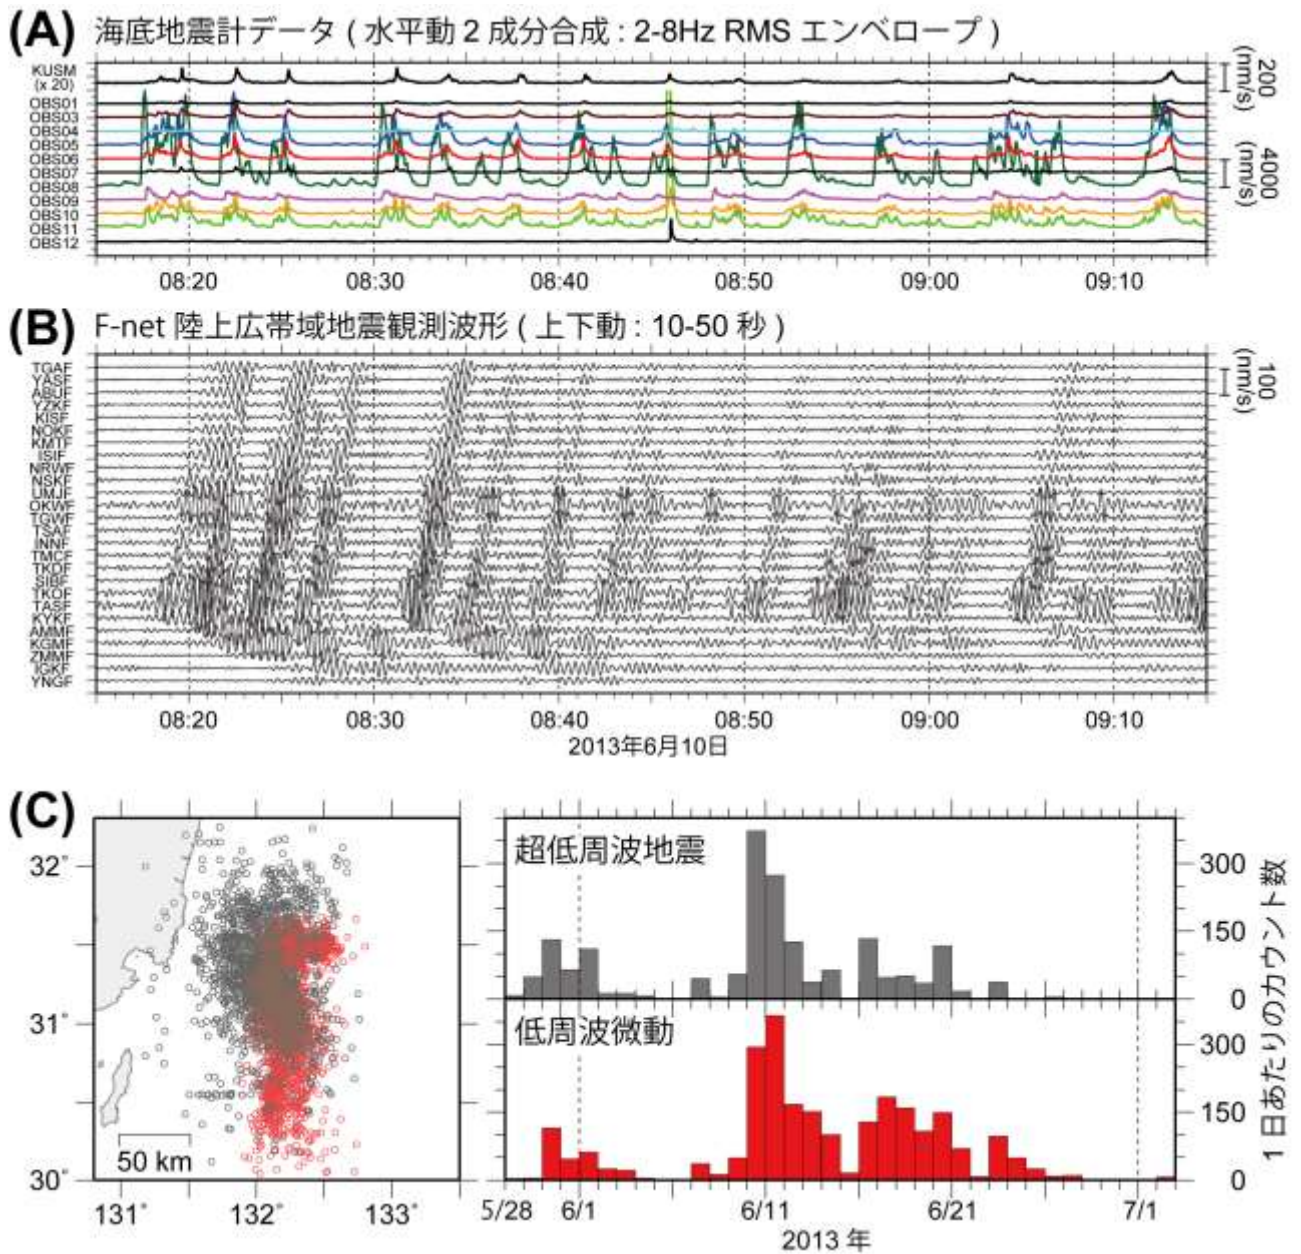 (A) 海底地震計データ ( 水平動 2 成分合成 : 2-8Hz RMS エンベロープ )
KUSM
(x 20)
OBS01
OBS03
OBS04
OBS05
OBS06
OBS07
OBS08
OBS09
OBS10
OBS11
OBS12
200
(nm/s)
4000
(nm/s)
08:20 08:30 08:40 08:50 09:00 09:10
(B) F-net 陸上広帯域地震観測波形 ( 上下動 : 10-50 秒 )
TGAF
YASF
ABUF
YZKF
KISF
NOKF
KMTF
ISIF
NRWF
NSKF
UMJF
OKWF
TGWF
TSAF
INNF
TMCF
TKDF
SIBF
TKOF
TASF
KYKF
AMMF
KGMF
ZMMF
IGKF
YNGF
100
(nm/s)
08:20 08:30 08:40 08:50 09:00 09:10
2013年6月10日
(C)
32°
31°
30°
50 km
131° 132° 133°
超低周波地震
300
150
0
低周波微動
300
150
0
1 日あたりのカウント数
5/28 6/1 6/11 6/21 7/1
2013 年